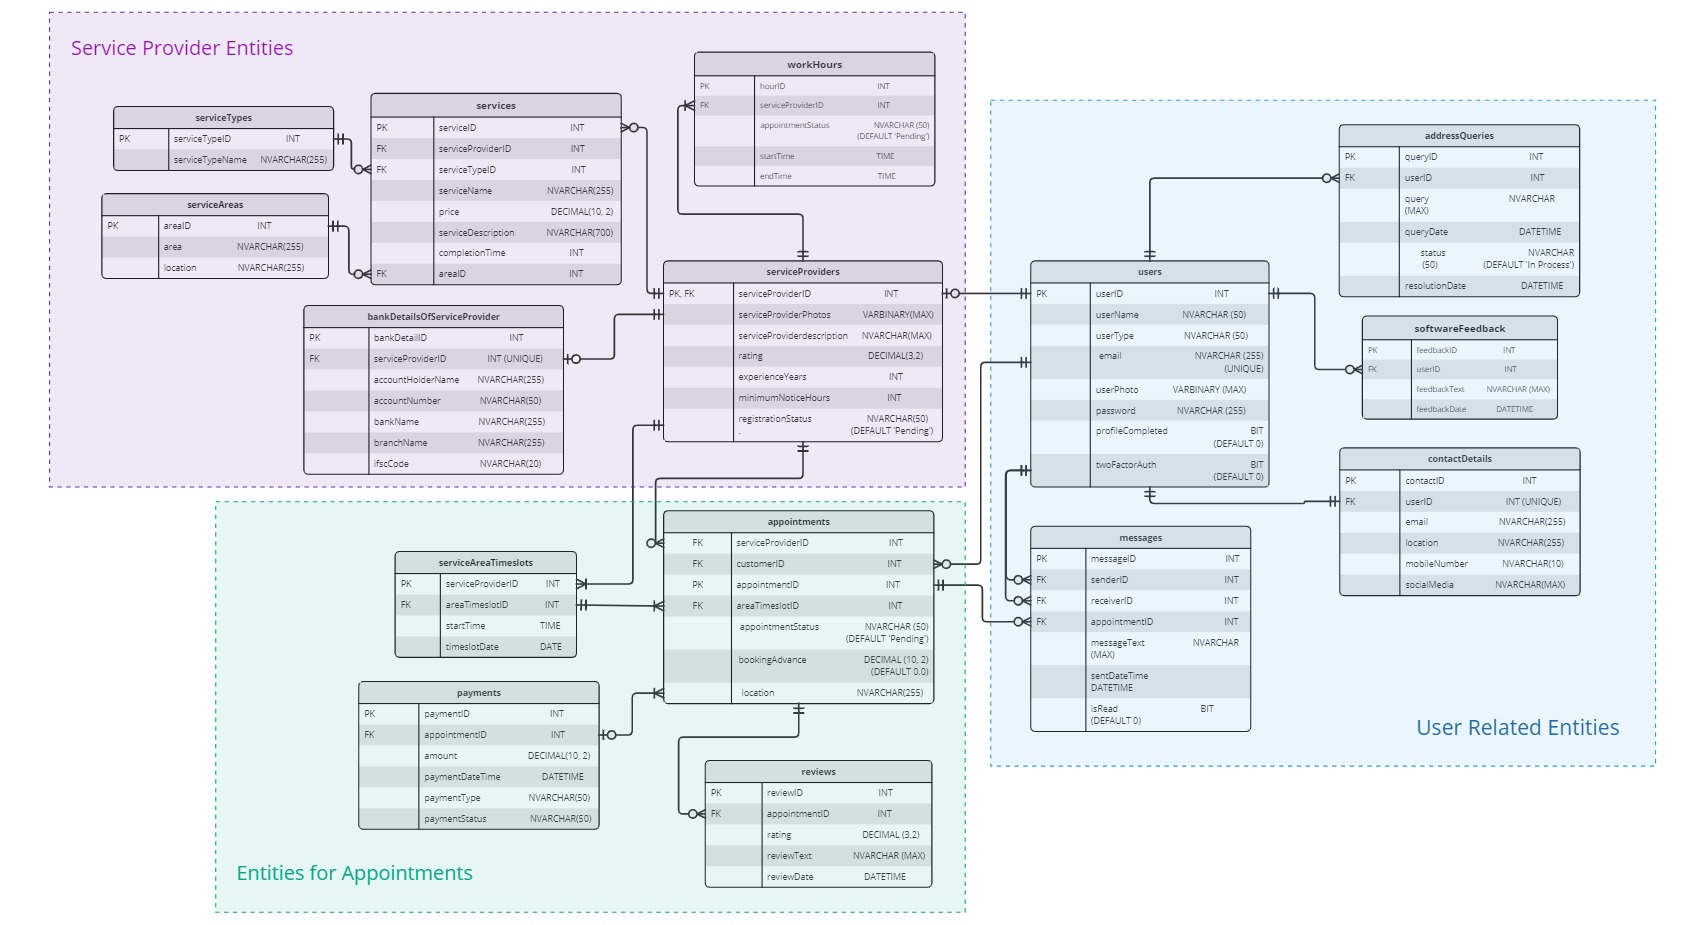 Service Provider Entities
serviceTypes
PK serviceTypeID INT
serviceTypeName NVARCHAR(255)
serviceAreas
PK areaID INT
area NVARCHAR(255)
location NVARCHAR(255)
services
PK serviceID INT
FK serviceProviderID INT
FK serviceTypeID INT
serviceName NVARCHAR(255)
price DECIMAL(10, 2)
serviceDescription NVARCHAR(700)
completionTime INT
FK areaID INT
workHours
PK hourID INT
FK serviceProviderID INT
appointmentStatus NVARCHAR (50)
(DEFAULT 'Pending')
startTime TIME
endTime TIME
bankDetailsOfServiceProvider
PK bankDetailID INT
FK serviceProviderID INT (UNIQUE)
accountHolderName NVARCHAR(255)
accountNumber NVARCHAR(50)
bankName NVARCHAR(255)
branchName NVARCHAR(255)
ifscCode NVARCHAR(20)
serviceProviders
PK, FK serviceProviderID INT
serviceProviderPhotos VARBINARY(MAX)
serviceProviderdescription NVARCHAR(MAX)
rating DECIMAL(3,2)
experienceYears INT
minimumNoticeHours INT
registrationStatus NVARCHAR(50)
. (DEFAULT 'Pending')
users
PK userID INT
userName NVARCHAR (50)
userType NVARCHAR (50)
email NVARCHAR (255)
(UNIQUE)
userPhoto VARBINARY (MAX)
password NVARCHAR (255)
profileCompleted BIT
(DEFAULT 0)
twoFactorAuth BIT
(DEFAULT 0)
addressQueries
PK queryID INT
FK userID INT
query NVARCHAR
(MAX)
queryDate DATETIME
status NVARCHAR
(50) (DEFAULT 'In Process')
resolutionDate DATETIME
softwareFeedback
PK feedbackID INT
FK userID INT
feedbackText NVARCHAR (MAX)
feedbackDate DATETIME
contactDetails
PK contactID INT
FK userID INT (UNIQUE)
email NVARCHAR(255)
location NVARCHAR(255)
mobileNumber NVARCHAR(10)
socialMedia NVARCHAR(MAX)
messages
PK messageID INT
FK senderID INT
FK receiverID INT
FK appointmentID INT
messageText NVARCHAR
(MAX)
sentDateTime
DATETIME
isRead BIT
(DEFAULT 0)
User Related Entities
appointments
FK serviceProviderID INT
FK customerID INT
PK appointmentID INT
FK areaTimeslotID INT
appointmentStatus NVARCHAR (50)
(DEFAULT 'Pending')
bookingAdvance DECIMAL (10, 2)
(DEFAULT 0.0)
location NVARCHAR(255)
serviceAreaTimeslots
PK serviceProviderID INT
FK areaTimeslotID INT
startTime TIME
timeslotDate DATE
payments
PK paymentID INT
FK appointmentID INT
amount DECIMAL(10, 2)
paymentDateTime DATETIME
paymentType NVARCHAR(50)
paymentStatus NVARCHAR(50)
reviews
PK reviewID INT
FK appointmentID INT
rating DECIMAL (3,2)
reviewText NVARCHAR (MAX)
reviewDate DATETIME
Entities for Appointments